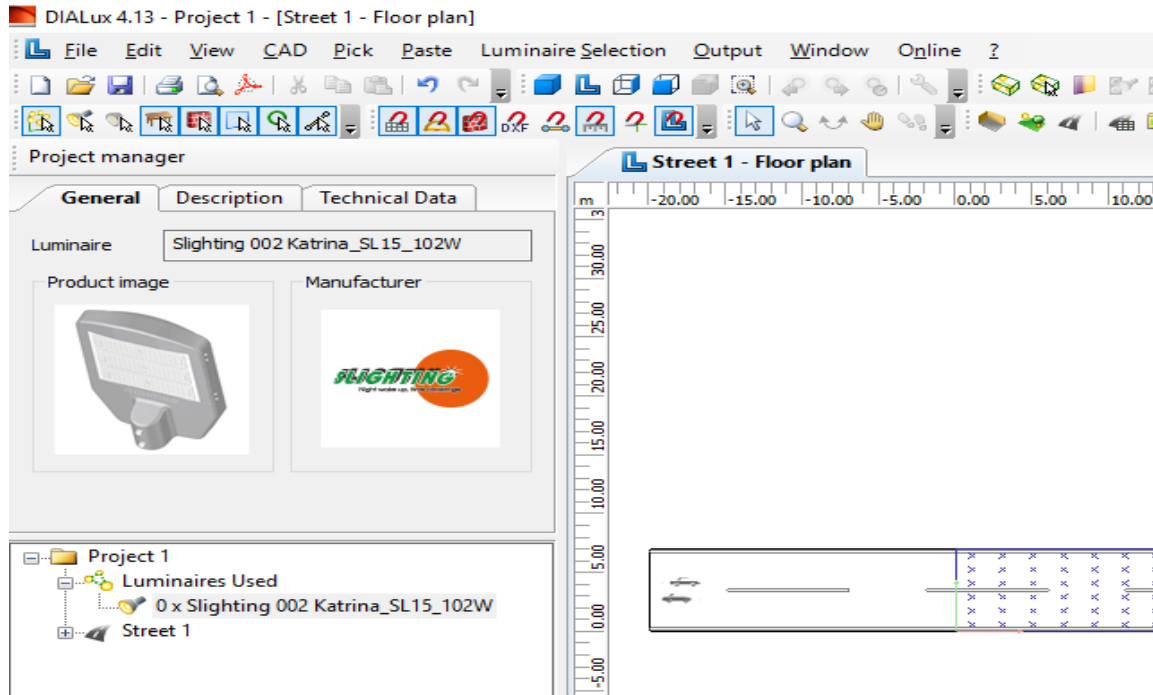 DIALux 4.13 - Project 1 - [Street 1 - Floor plan]
File Edit View CAD Pick Paste Luminaire Selection Output Window Online ?
DXF
Project manager
Street 1 - Floor plan
General Description Technical Data
m -20.00 -15.00 -10.00 -5.00 0.00 5.00 10.00
Luminaire Slighting 002 Katrina_SL15_102W
Product image Manufacturer
SLIGHTING
30.00
25.00
20.00
15.00
10.00
5.00
0.00
-5.00
Project 1
Luminaires Used
0 x Slighting 002 Katrina_SL15_102W
Street 1